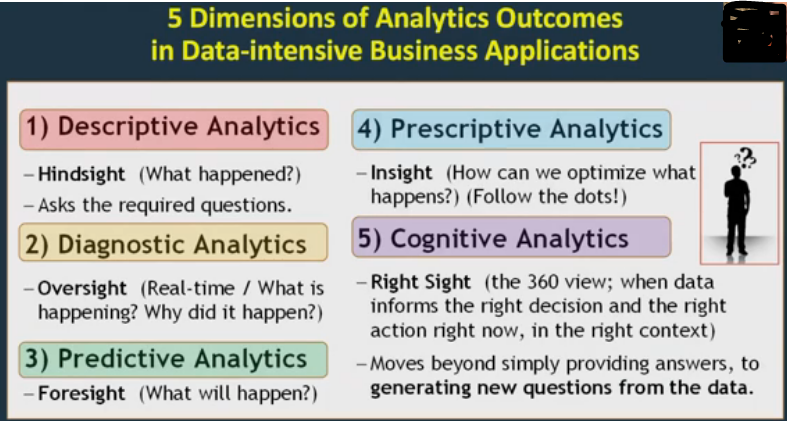 5 Dimensions of Analytics Outcomes
in Data-intensive Business Applications
1) Descriptive Analytics
– Hindsight (What happened?)
– Asks the required questions.
2) Diagnostic Analytics
– Oversight (Real-time / What is
happening? Why did it happen?)
3) Predictive Analytics
– Foresight (What will happen?)
4) Prescriptive Analytics
– Insight (How can we optimize what
happens?) (Follow the dots!)
5) Cognitive Analytics
– Right Sight (the 360 view; when data
informs the right decision and the right
action right now, in the right context)
– Moves beyond simply providing answers, to
generating new questions from the data.
???